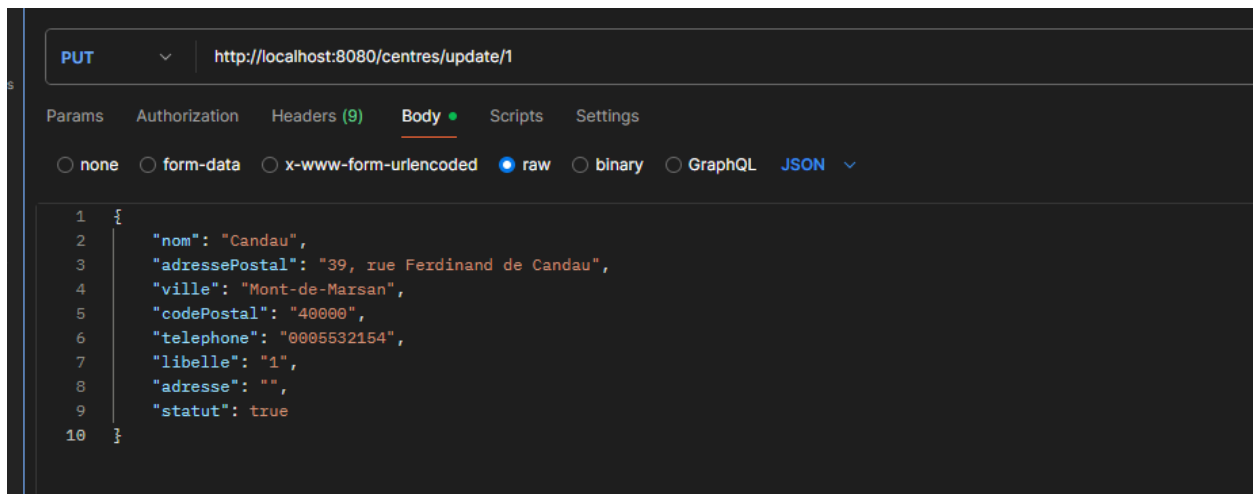 PUT http://localhost:8080/centres/update/1
s
Params Authorization Headers (9) Body Scripts Settings
none form-data x-www-form-urlencoded raw binary GraphQL JSON
1 {
2 "nom": "Candau",
3 "adressePostal": "39, rue Ferdinand de Candau",
4 "ville": "Mont-de-Marsan",
5 "codePostal": "40000",
6 "telephone": "0005532154",
7 "libelle": "1",
8 "adresse": "",
9 "statut": true
10 }